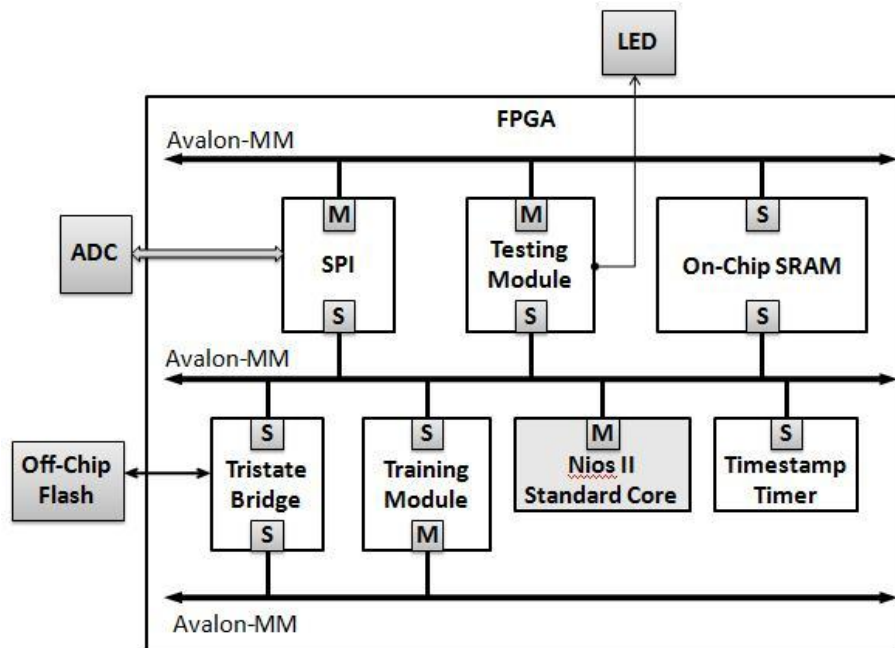 LED
FPGA
Avalon-MM
M
M
S
ADC
SPI
Testing
Module
On-Chip SRAM
S
S
S
Avalon-MM
S
S
M
S
Off-Chip
Flash
Tristate
Bridge
Training
Module
Nios II
Standard Core
Timestamp
Timer
S
M
Avalon-MM